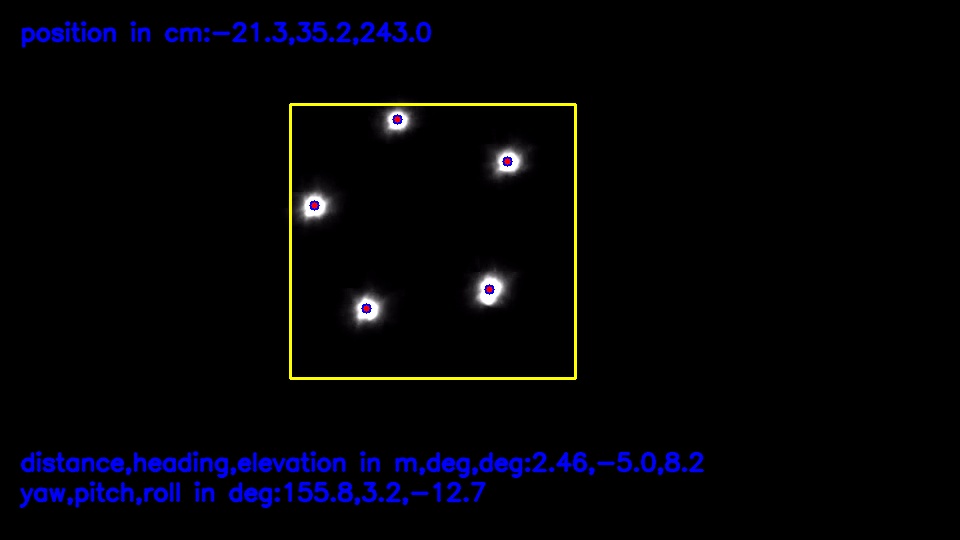 position in cm:-21.3,35.2,243.0
distance,heading,elevation in m,deg,deg:2.46,-5.0,8.2
yaw,pitch,roll in deg:155.8,3.2,-12.7